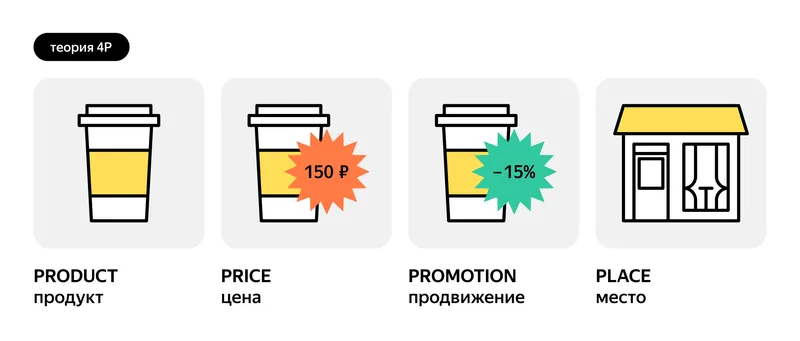 теория 4P
150 ₽
–15%
PRODUCT
продукт
PRICE
цена
PROMOTION
продвижение
PLACE
место